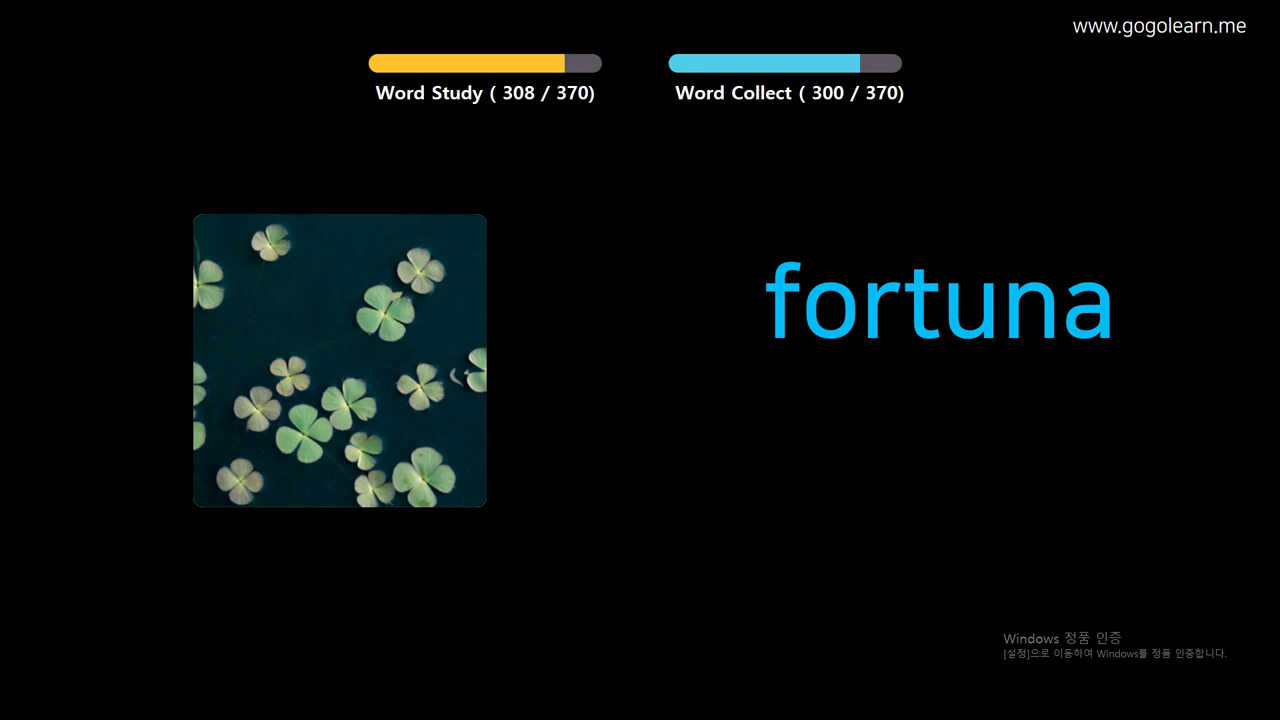 www.gogolearn.me
Word Study ( 308 / 370)
Word Collect ( 300 / 370)
fortuna
Windows 정품 인증
[설정]으로 이동하여 Windows를 정품 인증합니다.